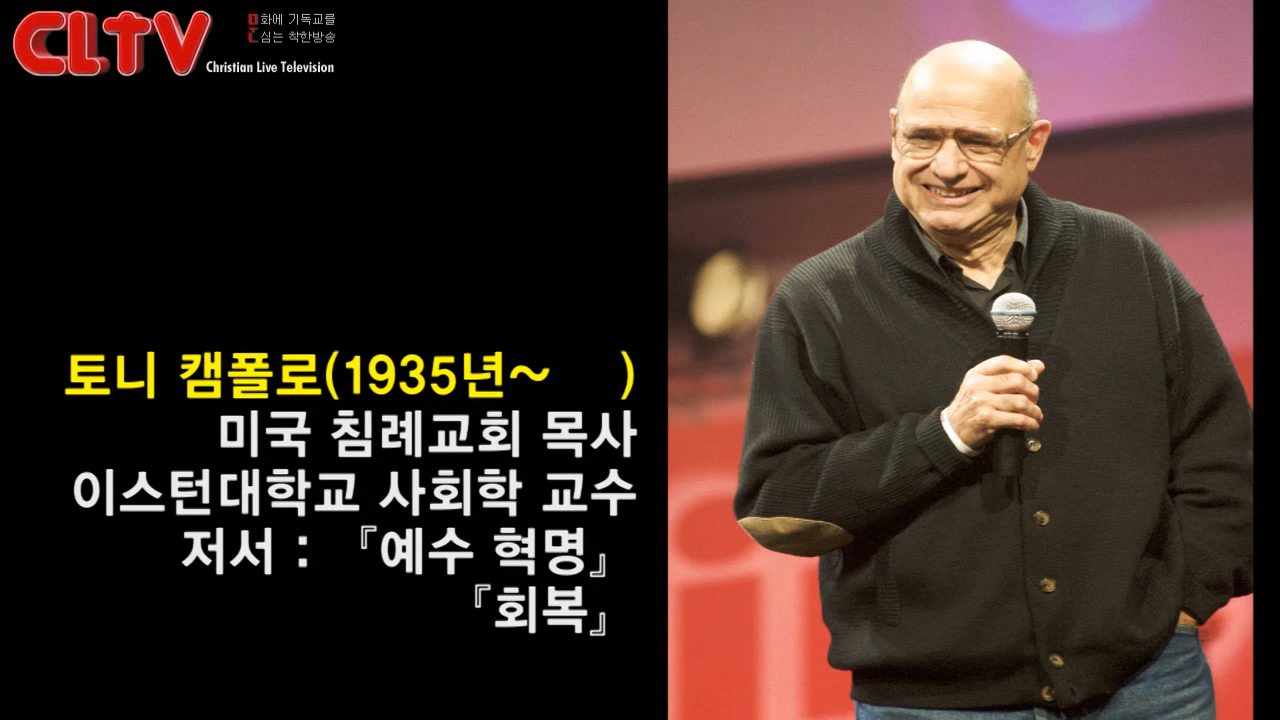 CLTV
문화에 기독교를
심는 착한방송
Christian Live Television
토니 캠폴로(1935년~ )
미국 침례교회 목사
이스턴대학교 사회학 교수
저서 : 『예수 혁명』
『회복』